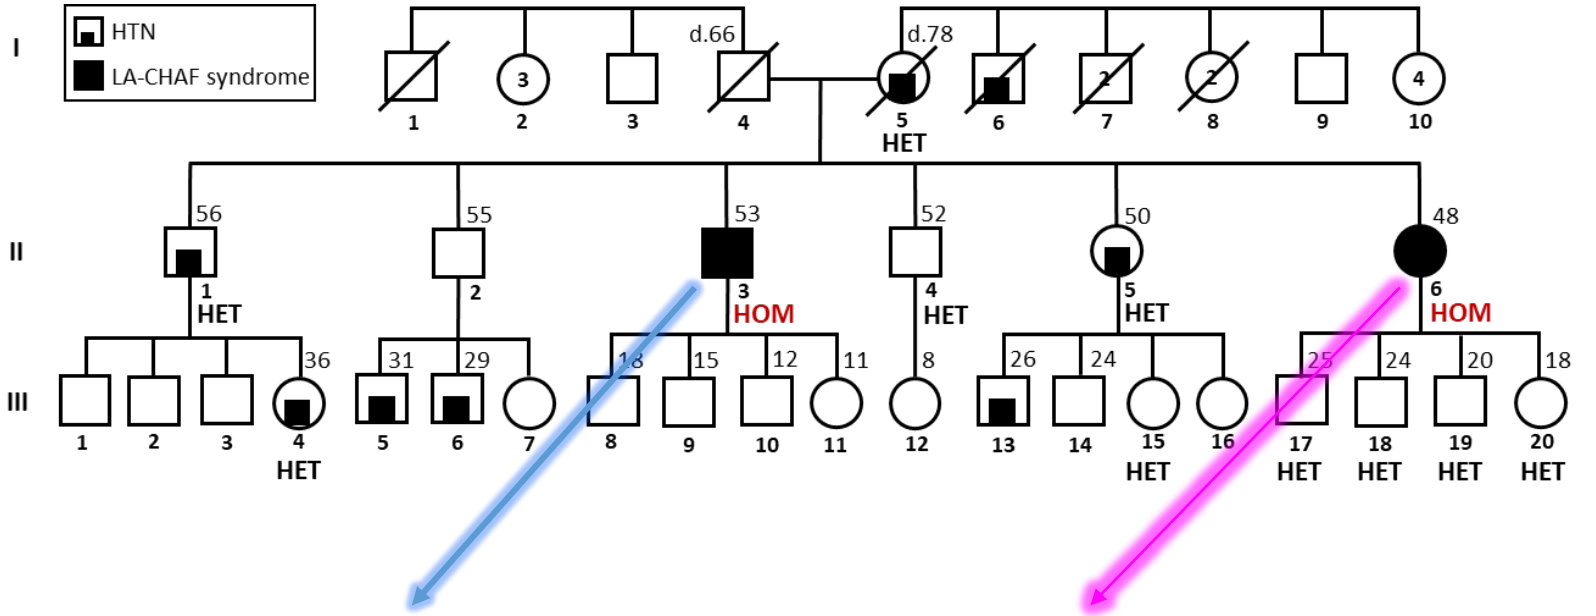 HTN
LA-CHAF syndrome
I
d.66 d.78
3 2 2 4
1 2 3 4 5 6 7 8 9 10
HET
56 55 53 52 50 48
II
1 2 3 4 5 6
HET HOM HET HET HOM
36 31 29 18 15 12 11 8 26 24 25 24 20 18
III
1 2 3 4 5 6 7 8 9 10 11 12 13 14 15 16 17 18 19 20
HET HET HET HET HET HET